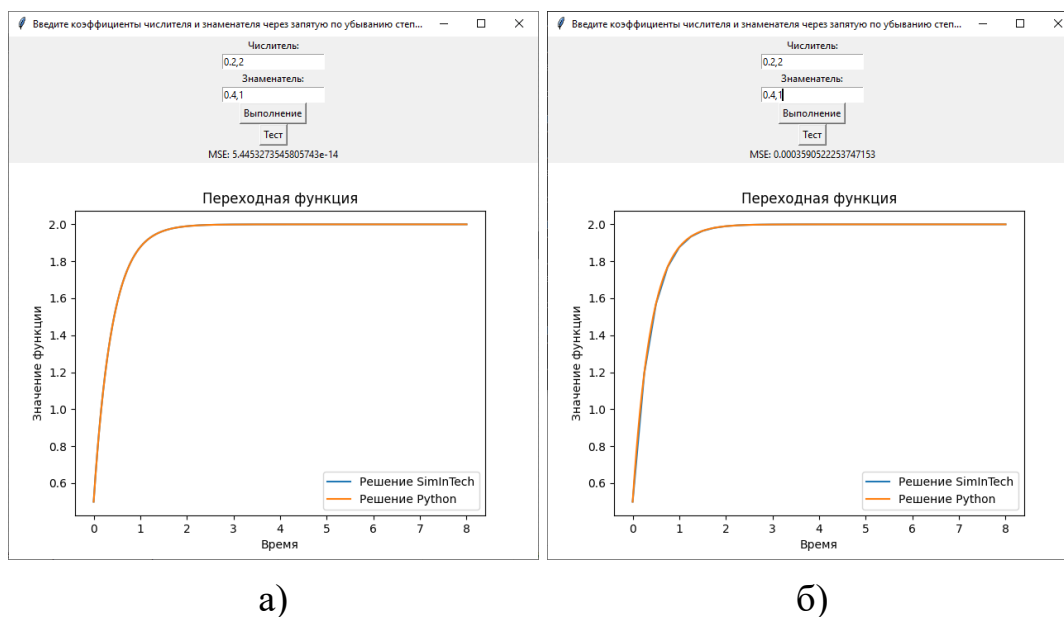 Введите коэффициенты числителя и знаменателя через запятую по убыванию степ...
Числитель:
0.2,2
Знаменатель:
0.4,1
Выполнение
Тест
MSE: 5.4453273545805743e-14
Переходная функция
Значение функции
2.0
1.8
1.6
1.4
1.2
1.0
0.8
0.6
Решение SimInTech
Решение Python
0 1 2 3 4 5 6 7 8
Время
а)
Введите коэффициенты числителя и знаменателя через запятую по убыванию степ...
Числитель:
0.2,2
Знаменатель:
0.4,1
Выполнение
Тест
MSE: 0.0003590522253747153
Переходная функция
Значение функции
2.0
1.8
1.6
1.4
1.2
1.0
0.8
0.6
Решение SimInTech
Решение Python
0 1 2 3 4 5 6 7 8
Время
б)